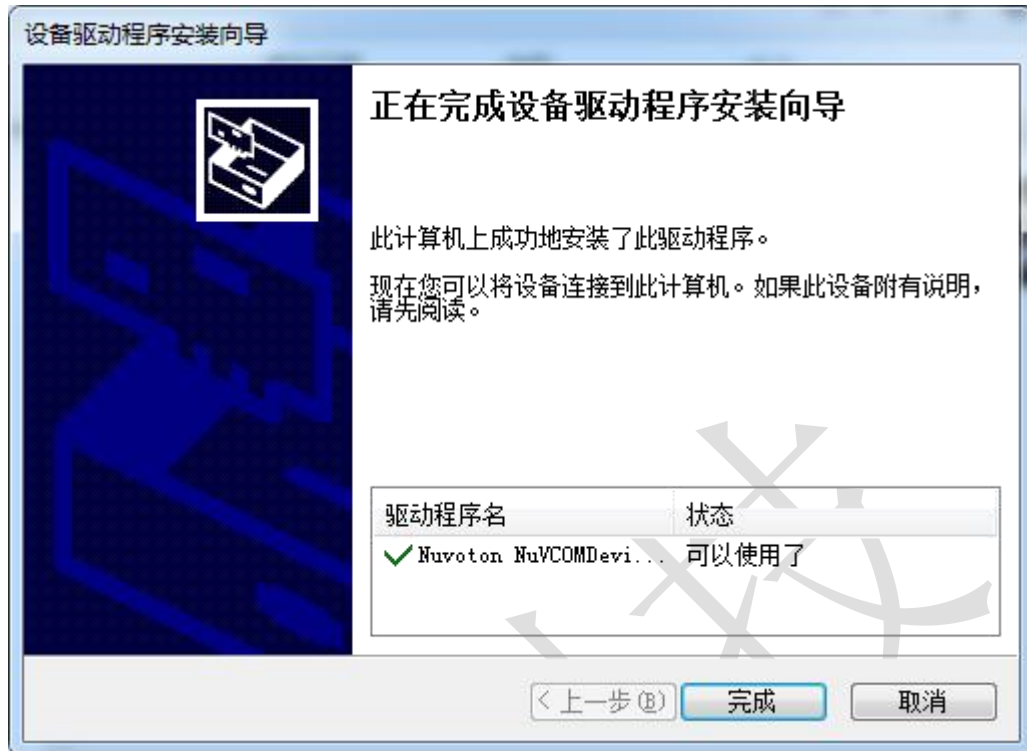 设备驱动程序安装向导
正在完成设备驱动程序安装向导
此计算机上成功地安装了此驱动程序。
现在您可以将设备连接到此计算机。如果此设备附有说明，
请先阅读。
驱动程序名 状态
Nuvoton NuVCOMDevi... 可以使用了
< 上一步(B) 完成 取消